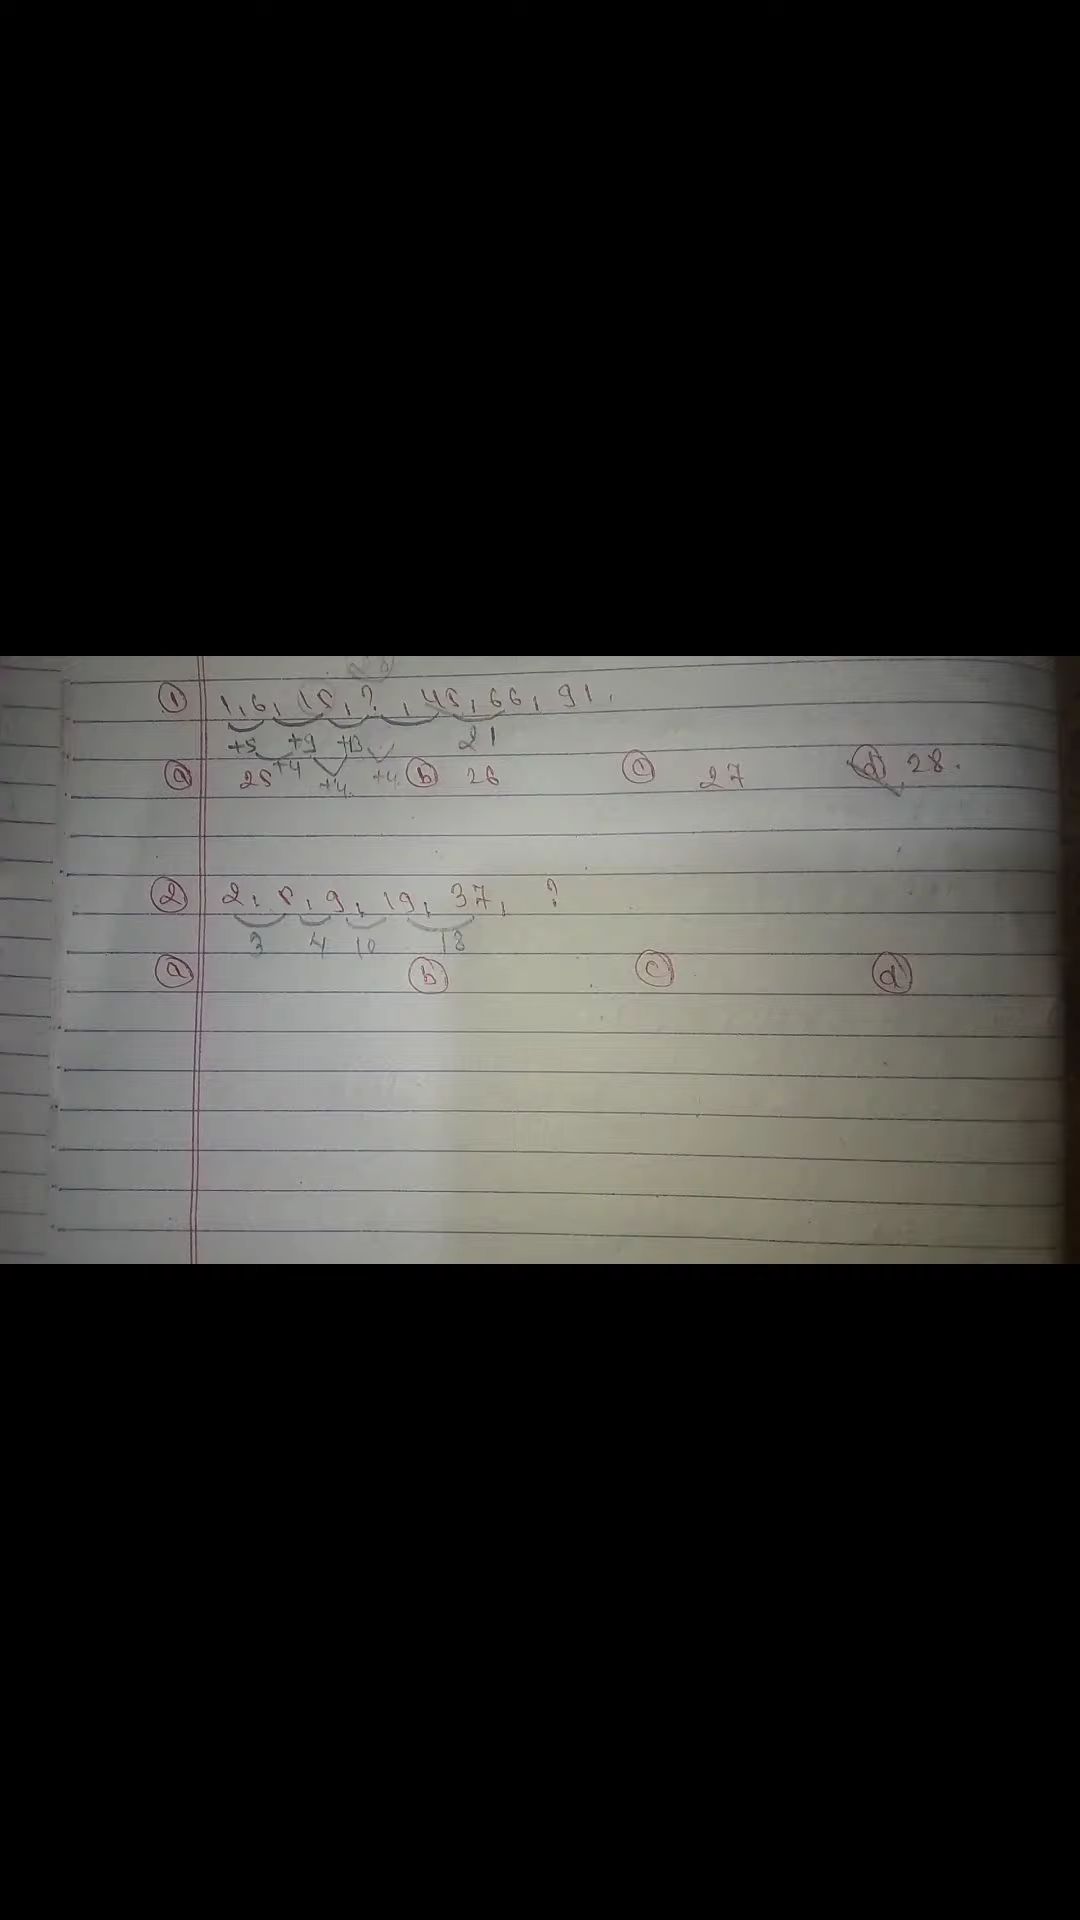 ① 1, 6, 15, ?, 45, 66, 91.
+5 +9 +13 21
+4 +4 +4
ⓐ 25 ⓑ 26 ⓒ 27 ⓓ 28.
② 2, 5, 9, 19, 37, ?
3 4 10 18
ⓐ ⓑ ⓒ ⓓ